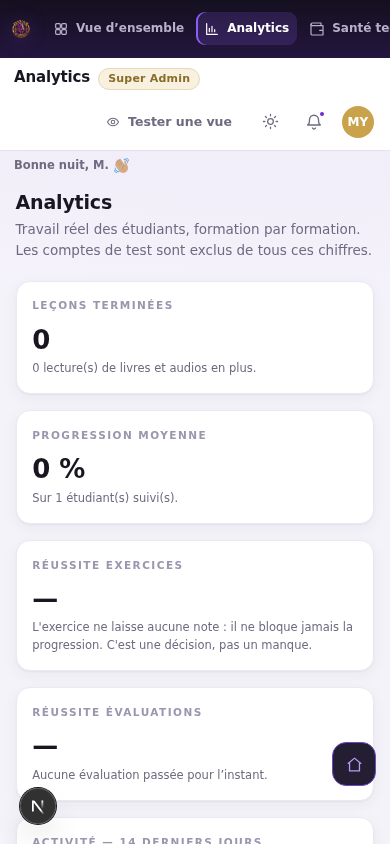 Vue d’ensemble
Analytics
Santé te
Analytics
Super Admin
Tester une vue
MY
Bonne nuit, M. 👋🏽
Analytics
Travail réel des étudiants, formation par formation.
Les comptes de test sont exclus de tous ces chiffres.
LEÇONS TERMINÉES
0
0 lecture(s) de livres et audios en plus.
PROGRESSION MOYENNE
0 %
Sur 1 étudiant(s) suivi(s).
RÉUSSITE EXERCICES
—
L'exercice ne laisse aucune note : il ne bloque jamais la
progression. C'est une décision, pas un manque.
RÉUSSITE ÉVALUATIONS
—
Aucune évaluation passée pour l’instant.
N
ACTIVITÉ — 14 DERNIERS JOURS